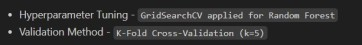 • Hyperparameter Tuning - GridSearchCV applied for Random Forest
• Validation Method - K-Fold Cross-Validation (k=5)